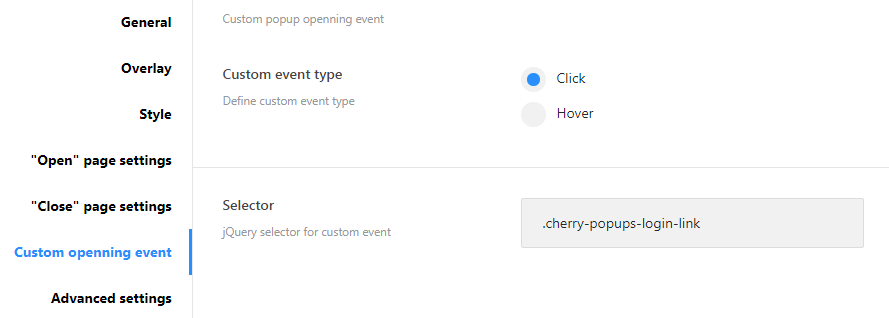 General
Overlay
Style
"Open" page settings
"Close" page settings
Custom openning event
Advanced settings
Custom popup openning event
Custom event type
Define custom event type
Click
Hover
Selector
jQuery selector for custom event
.cherry-popups-login-link